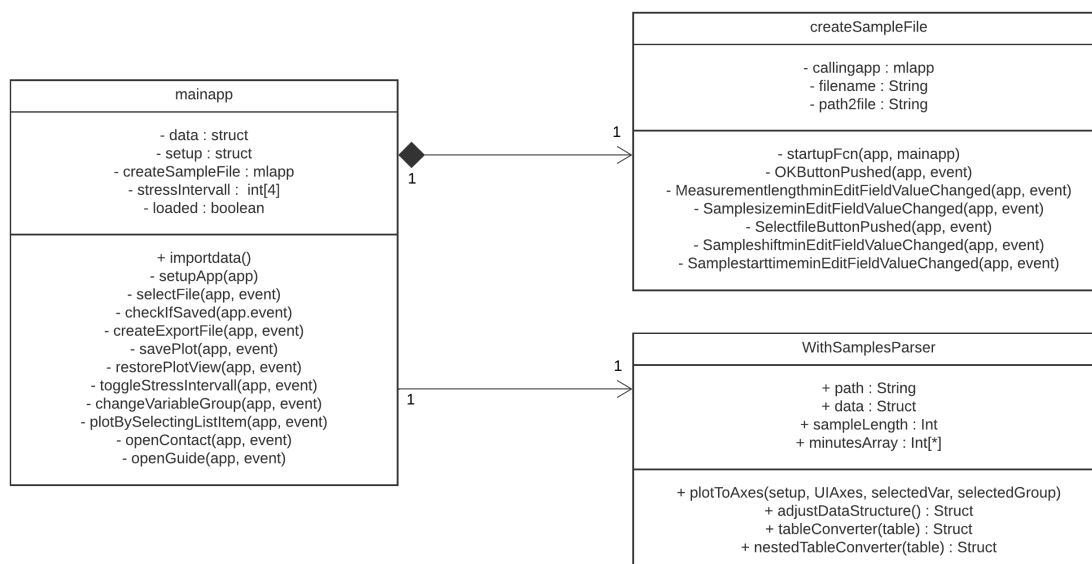 mainapp
- data : struct
- setup : struct
- createSampleFile : mlapp
- stressIntervall :  int[4]
- loaded : boolean
+ importdata()
- setupApp(app)
- selectFile(app, event)
- checkIfSaved(app.event)
- createExportFile(app, event)
- savePlot(app, event)
- restorePlotView(app, event)
- toggleStressIntervall(app, event)
- changeVariableGroup(app, event)
- plotBySelectingListItem(app, event)
- openContact(app, event)
- openGuide(app, event)
1
1
createSampleFile
- callingapp : mlapp
- filename : String
- path2file : String
- startupFcn(app, mainapp)
- OKButtonPushed(app, event)
- MeasurementlengthminEditFieldValueChanged(app, event)
- SamplesizeminEditFieldValueChanged(app, event)
- SelectfileButtonPushed(app, event)
- SampleshiftminEditFieldValueChanged(app, event)
- SamplestarttimeminEditFieldValueChanged(app, event)
1
1
WithSamplesParser
+ path : String
+ data : Struct
+ sampleLength : Int
+ minutesArray : Int[*]
+ plotToAxes(setup, UIAxes, selectedVar, selectedGroup)
+ adjustDataStructure() : Struct
+ tableConverter(table) : Struct
+ nestedTableConverter(table) : Struct